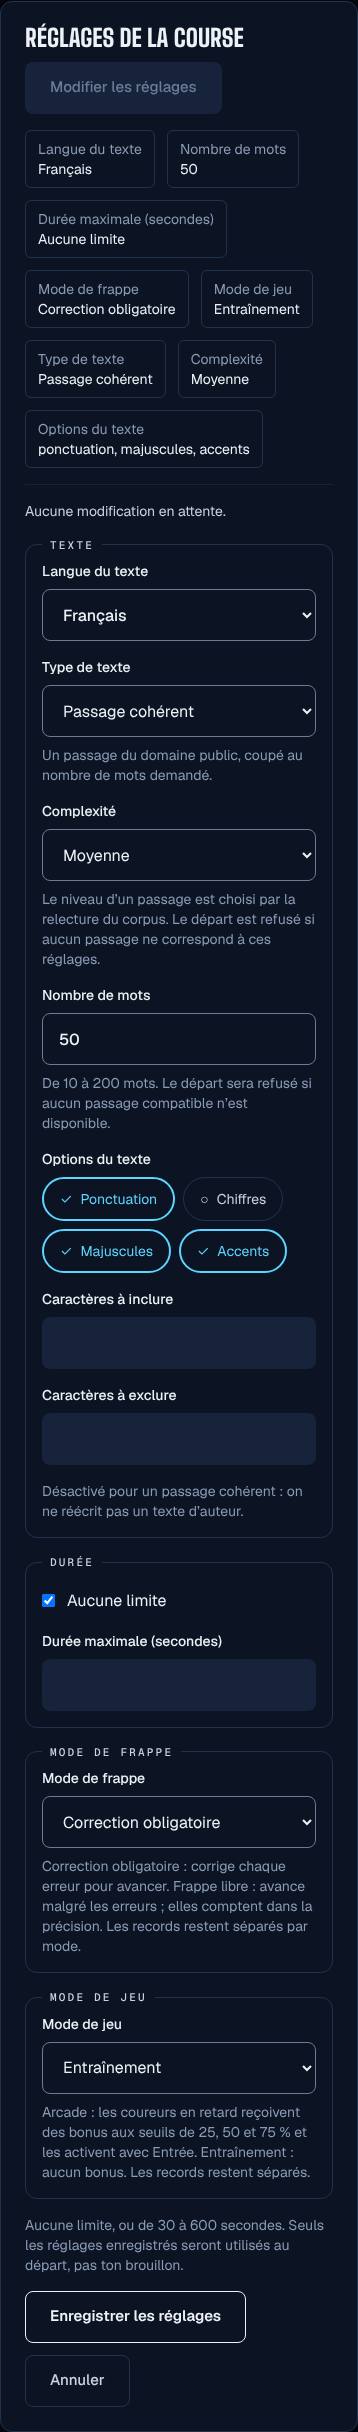 RÉGLAGES DE LA COURSE
Modifier les réglages
Langue du texte
Français
Nombre de mots
50
Durée maximale (secondes)
Aucune limite
Mode de frappe
Correction obligatoire
Mode de jeu
Entraînement
Type de texte
Passage cohérent
Complexité
Moyenne
Options du texte
ponctuation, majuscules, accents
Aucune modification en attente.
TEXTE
Langue du texte
Français
Type de texte
Passage cohérent
Un passage du domaine public, coupé au
nombre de mots demandé.
Complexité
Moyenne
Le niveau d’un passage est choisi par la
relecture du corpus. Le départ est refusé si
aucun passage ne correspond à ces
réglages.
Nombre de mots
50
De 10 à 200 mots. Le départ sera refusé si
aucun passage compatible n’est
disponible.
Options du texte
✓ Ponctuation
○ Chiffres
✓ Majuscules
✓ Accents
Caractères à inclure
Caractères à exclure
Désactivé pour un passage cohérent : on
ne réécrit pas un texte d’auteur.
DURÉE
Aucune limite
Durée maximale (secondes)
MODE DE FRAPPE
Mode de frappe
Correction obligatoire
Correction obligatoire : corrige chaque
erreur pour avancer. Frappe libre : avance
malgré les erreurs ; elles comptent dans la
précision. Les records restent séparés par
mode.
MODE DE JEU
Mode de jeu
Entraînement
Arcade : les coureurs en retard reçoivent
des bonus aux seuils de 25, 50 et 75 % et
les activent avec Entrée. Entraînement :
aucun bonus. Les records restent séparés.
Aucune limite, ou de 30 à 600 secondes. Seuls
les réglages enregistrés seront utilisés au
départ, pas ton brouillon.
Enregistrer les réglages
Annuler